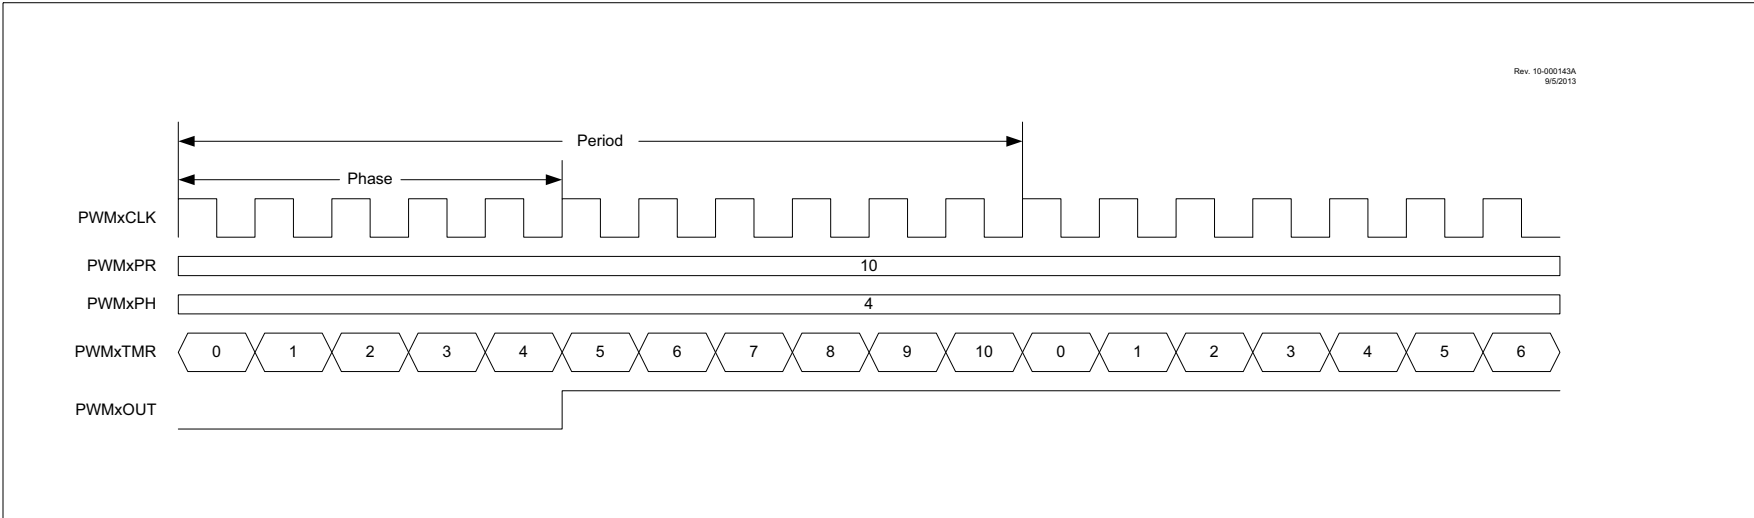 Rev. 10-000143A
9/5/2013
Period
Phase
PWMxCLK
PWMxPR 10
PWMxPH 4
PWMxTMR 0 1 2 3 4 5 6 7 8 9 10 0 1 2 3 4 5 6
PWMxOUT